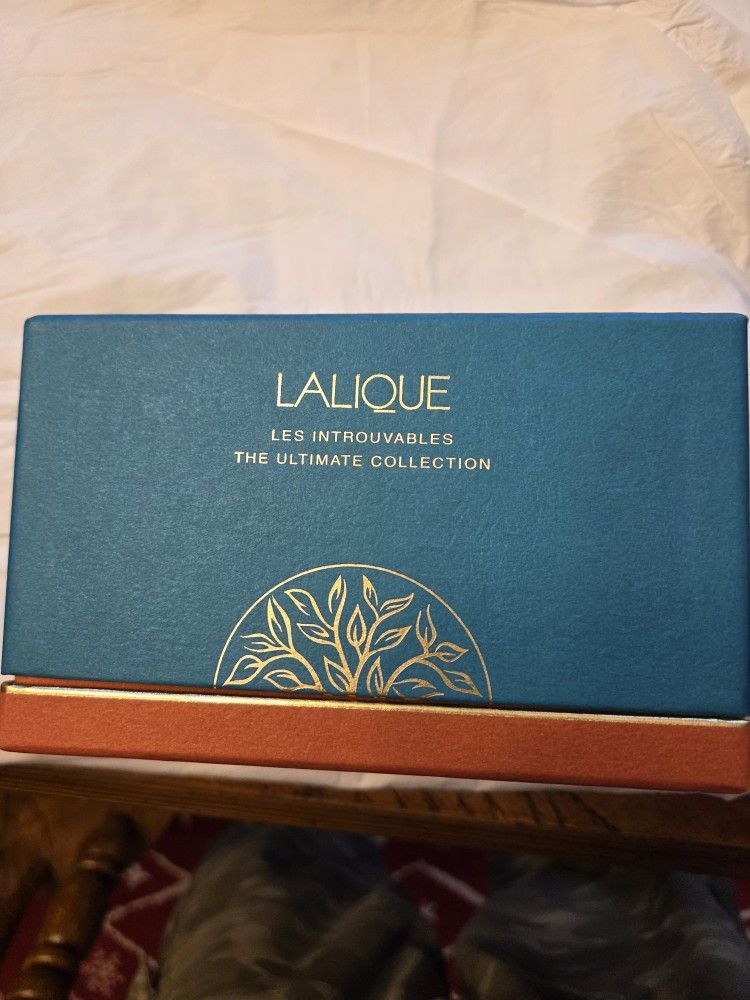 LALIQUE
LES INTROUVABLES
THE ULTIMATE COLLECTION